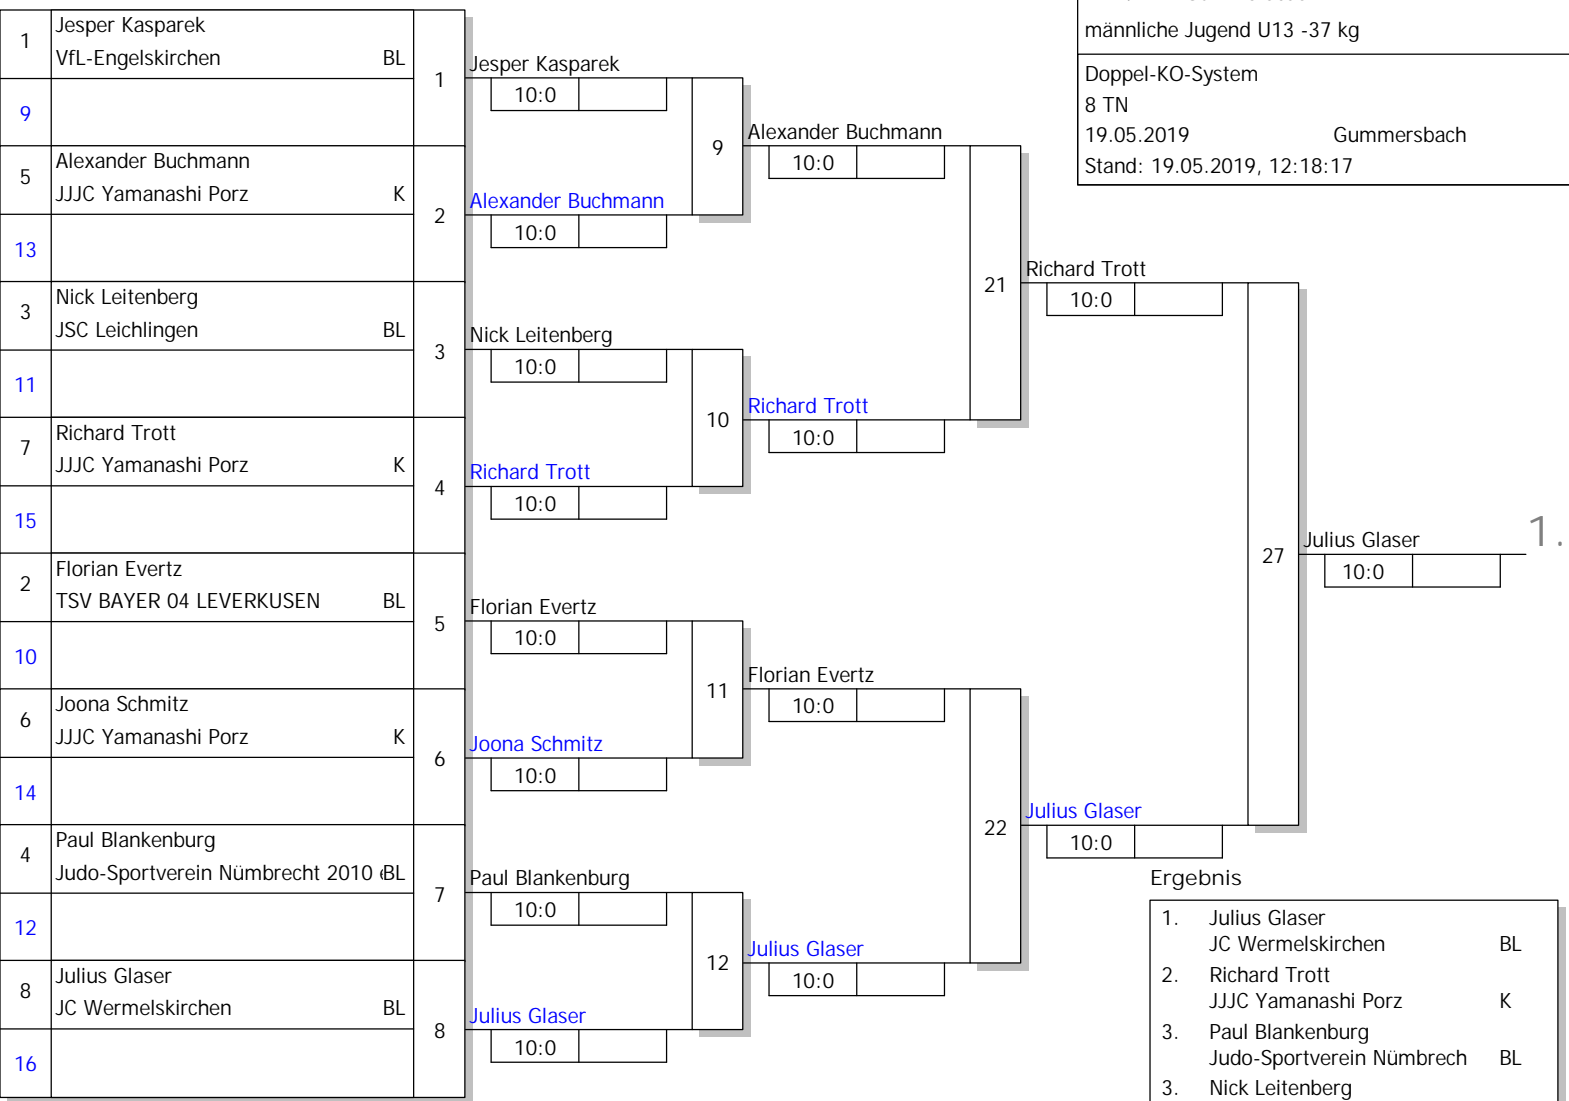 männliche Jugend U13 -37 kg
Doppel-KO-System
8 TN
19.05.2019 Gummersbach
Stand: 19.05.2019, 12:18:17
1 Jesper Kasparek
VfL-Engelskirchen BL
9
5 Alexander Buchmann
JJJC Yamanashi Porz K
13
3 Nick Leitenberg
JSC Leichlingen BL
11
7 Richard Trott
JJJC Yamanashi Porz K
15
2 Florian Evertz
TSV BAYER 04 LEVERKUSEN BL
10
6 Joona Schmitz
JJJC Yamanashi Porz K
14
4 Paul Blankenburg
Judo-Sportverein Nümbrecht 2010 BL
12
8 Julius Glaser
JC Wermelskirchen BL
16
1
Jesper Kasparek
10:0
2
Alexander Buchmann
10:0
3
Nick Leitenberg
10:0
4
Richard Trott
10:0
5
Florian Evertz
10:0
6
Joona Schmitz
10:0
7
Paul Blankenburg
10:0
8
Julius Glaser
10:0
9
Alexander Buchmann
10:0
10
Richard Trott
10:0
11
Florian Evertz
10:0
12
Julius Glaser
10:0
21
Richard Trott
10:0
22
Julius Glaser
10:0
27
Julius Glaser 1.
10:0
Ergebnis
1. Julius Glaser
JC Wermelskirchen BL
2. Richard Trott
JJJC Yamanashi Porz K
3. Paul Blankenburg
Judo-Sportverein Nümbrech BL
3. Nick Leitenberg